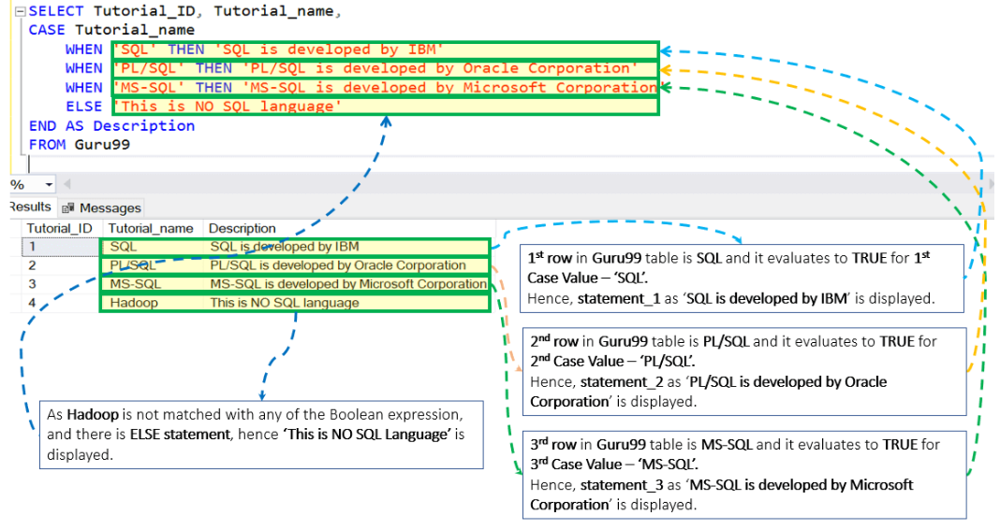 SELECT Tutorial_ID, Tutorial_name,
CASE Tutorial_name
WHEN 'SQL' THEN 'SQL is developed by IBM'
WHEN 'PL/SQL' THEN 'PL/SQL is developed by Oracle Corporation'
WHEN 'MS-SQL' THEN 'MS-SQL is developed by Microsoft Corporation'
ELSE 'This is NO SQL language'
END AS Description
FROM Guru99
%
Results Messages
Tutorial_ID Tutorial_name Description
1 SQL SQL is developed by IBM
2 PL/SQL PL/SQL is developed by Oracle Corporation
3 MS-SQL MS-SQL is developed by Microsoft Corporation
4 Hadoop This is NO SQL language
1st row in Guru99 table is SQL and it evaluates to TRUE for 1st
Case Value – ‘SQL’.
Hence, statement_1 as ‘SQL is developed by IBM’ is displayed.
2nd row in Guru99 table is PL/SQL and it evaluates to TRUE for
2nd Case Value – ‘PL/SQL’.
Hence, statement_2 as ‘PL/SQL is developed by Oracle
Corporation’ is displayed.
3rd row in Guru99 table is MS-SQL and it evaluates to TRUE for
3rd Case Value – ‘MS-SQL’.
Hence, statement_3 as ‘MS-SQL is developed by Microsoft
Corporation’ is displayed.
As Hadoop is not matched with any of the Boolean expression,
and there is ELSE statement, hence ‘This is NO SQL Language’ is
displayed.